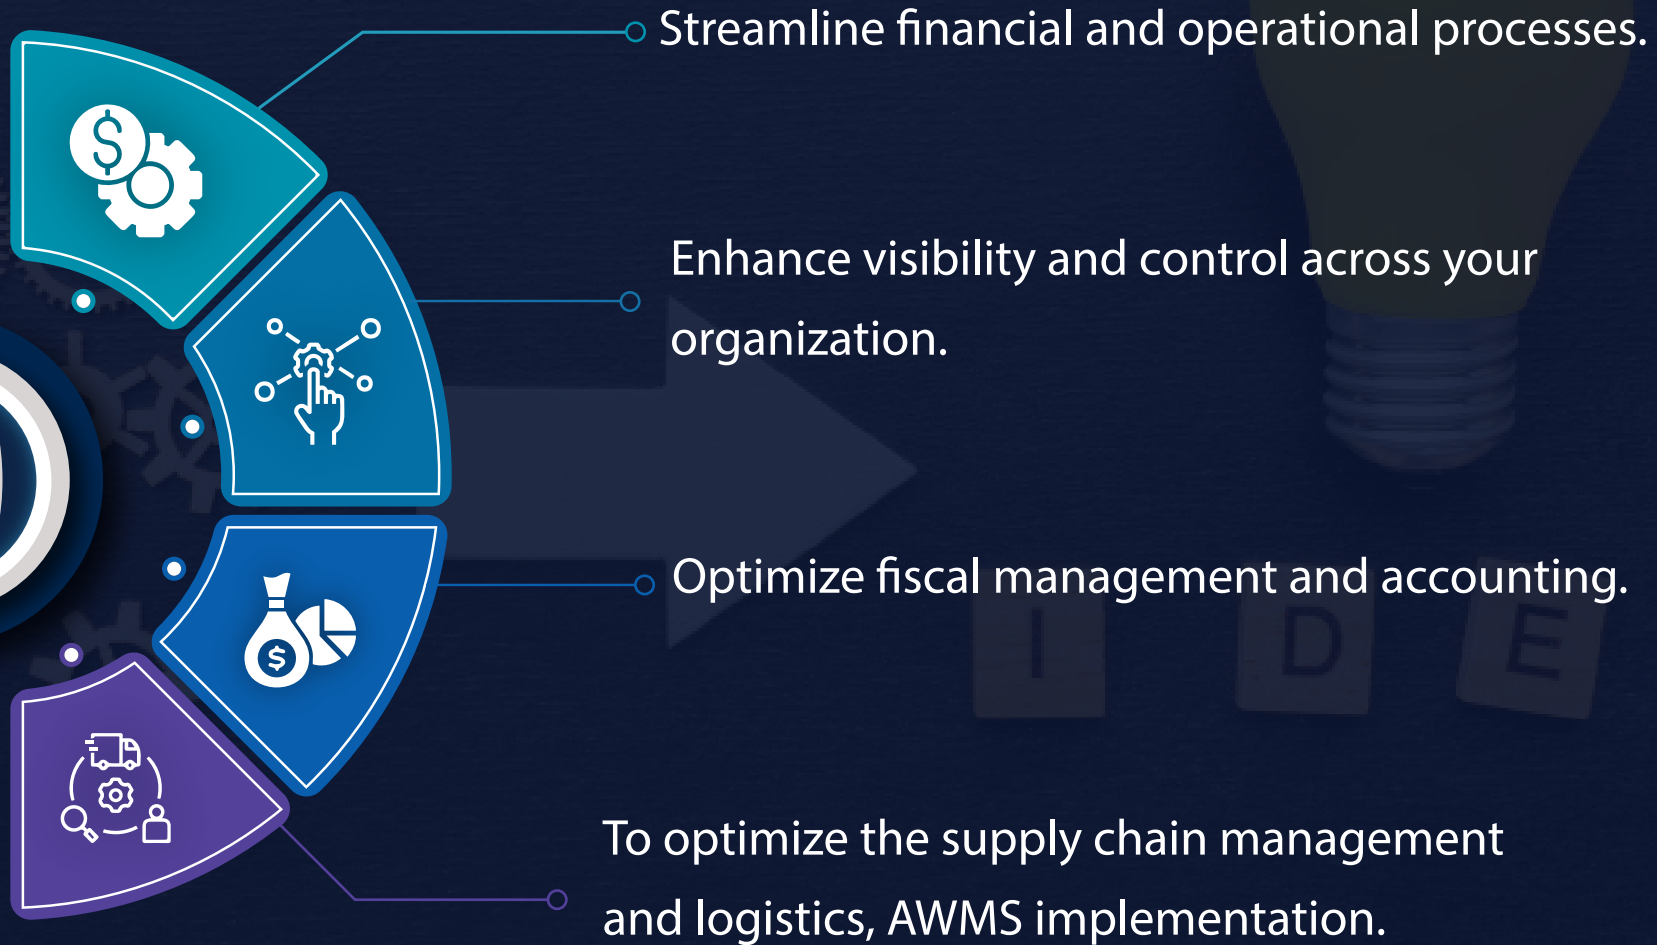 Streamline financial and operational processes.
Enhance visibility and control across your
organization.
Optimize fiscal management and accounting.
I D E
To optimize the supply chain management
and logistics, AWMS implementation.